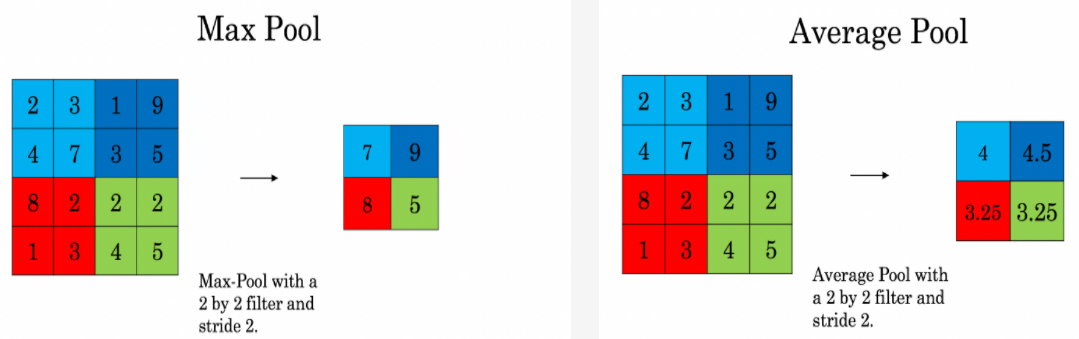 Max Pool
2 3 1 9
4 7 3 5
8 2 2 2
1 3 4 5
7 9
8 5
Max-Pool with a
2 by 2 filter and
stride 2.
Average Pool
2 3 1 9
4 7 3 5
8 2 2 2
1 3 4 5
4 4.5
3.25 3.25
Average Pool with
a 2 by 2 filter and
stride 2.